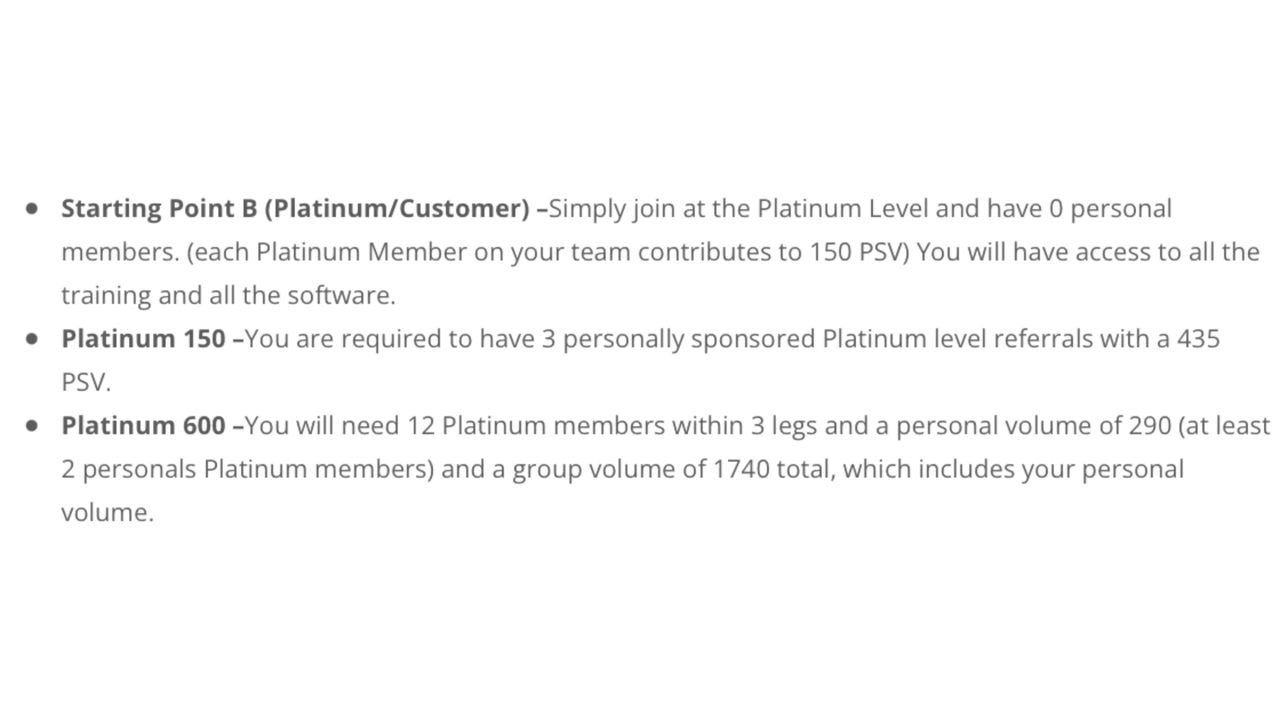 ● Starting Point B (Platinum/Customer) –Simply join at the Platinum Level and have 0 personal
members. (each Platinum Member on your team contributes to 150 PSV) You will have access to all the
training and all the software.
● Platinum 150 –You are required to have 3 personally sponsored Platinum level referrals with a 435
PSV.
● Platinum 600 –You will need 12 Platinum members within 3 legs and a personal volume of 290 (at least
2 personals Platinum members) and a group volume of 1740 total, which includes your personal
volume.